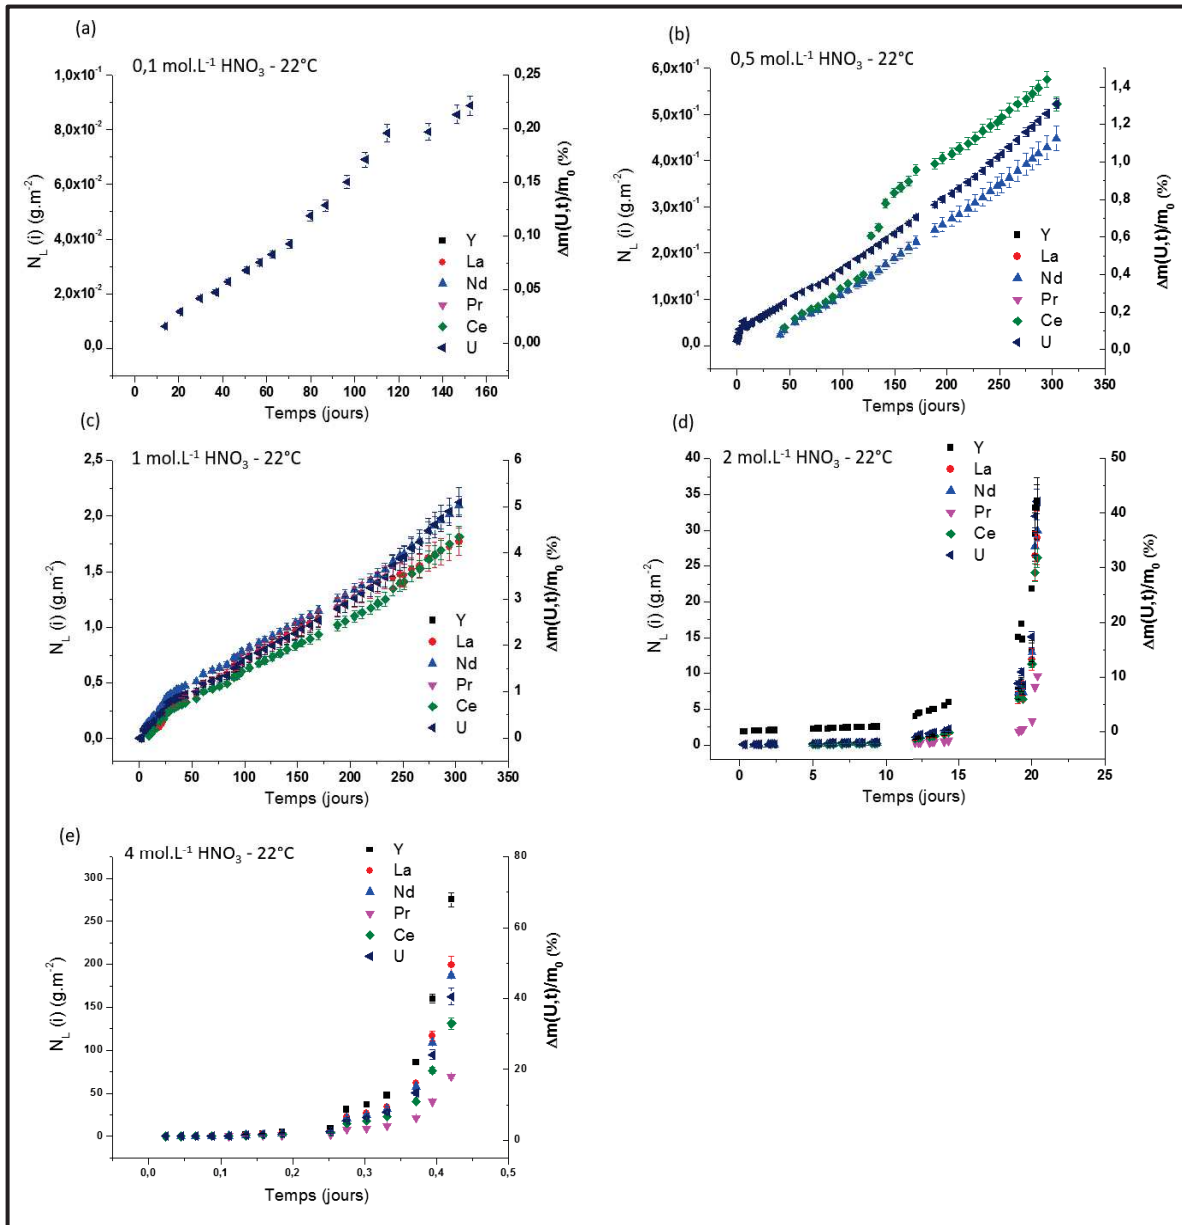 (a)
0,1 mol.L⁻¹ HNO₃ - 22°C
N_L (i) (g.m⁻²)
1,0x10⁻¹
8,0x10⁻²
6,0x10⁻²
4,0x10⁻²
2,0x10⁻²
0,0
0,25
0,20
0,15
0,10
0,05
0,00
Δm(U,t)/m₀ (%)
Y
La
Nd
Pr
Ce
U
0 20 40 60 80 100 120 140 160
Temps (jours)
(b)
0,5 mol.L⁻¹ HNO₃ - 22°C
N_L (i) (g.m⁻²)
6,0x10⁻¹
5,0x10⁻¹
4,0x10⁻¹
3,0x10⁻¹
2,0x10⁻¹
1,0x10⁻¹
0,0
1,4
1,2
1,0
0,8
0,6
0,4
0,2
0,0
Δm(U,t)/m₀ (%)
Y
La
Nd
Pr
Ce
U
0 50 100 150 200 250 300 350
Temps (jours)
(c)
1 mol.L⁻¹ HNO₃ - 22°C
N_L (i) (g.m⁻²)
2,5
2,0
1,5
1,0
0,5
0,0
6
5
4
3
2
1
0
Δm(U,t)/m₀ (%)
Y
La
Nd
Pr
Ce
U
0 50 100 150 200 250 300 350
Temps (jours)
(d)
2 mol.L⁻¹ HNO₃ - 22°C
N_L (i) (g.m⁻²)
40
35
30
25
20
15
10
5
0
50
40
30
20
10
0
Δm(U,t)/m₀ (%)
Y
La
Nd
Pr
Ce
U
0 5 10 15 20 25
Temps (jours)
(e)
4 mol.L⁻¹ HNO₃ - 22°C
N_L (i) (g.m⁻²)
300
250
200
150
100
50
0
80
60
40
20
0
Δm(U,t)/m₀ (%)
Y
La
Nd
Pr
Ce
U
0,0 0,1 0,2 0,3 0,4 0,5
Temps (jours)